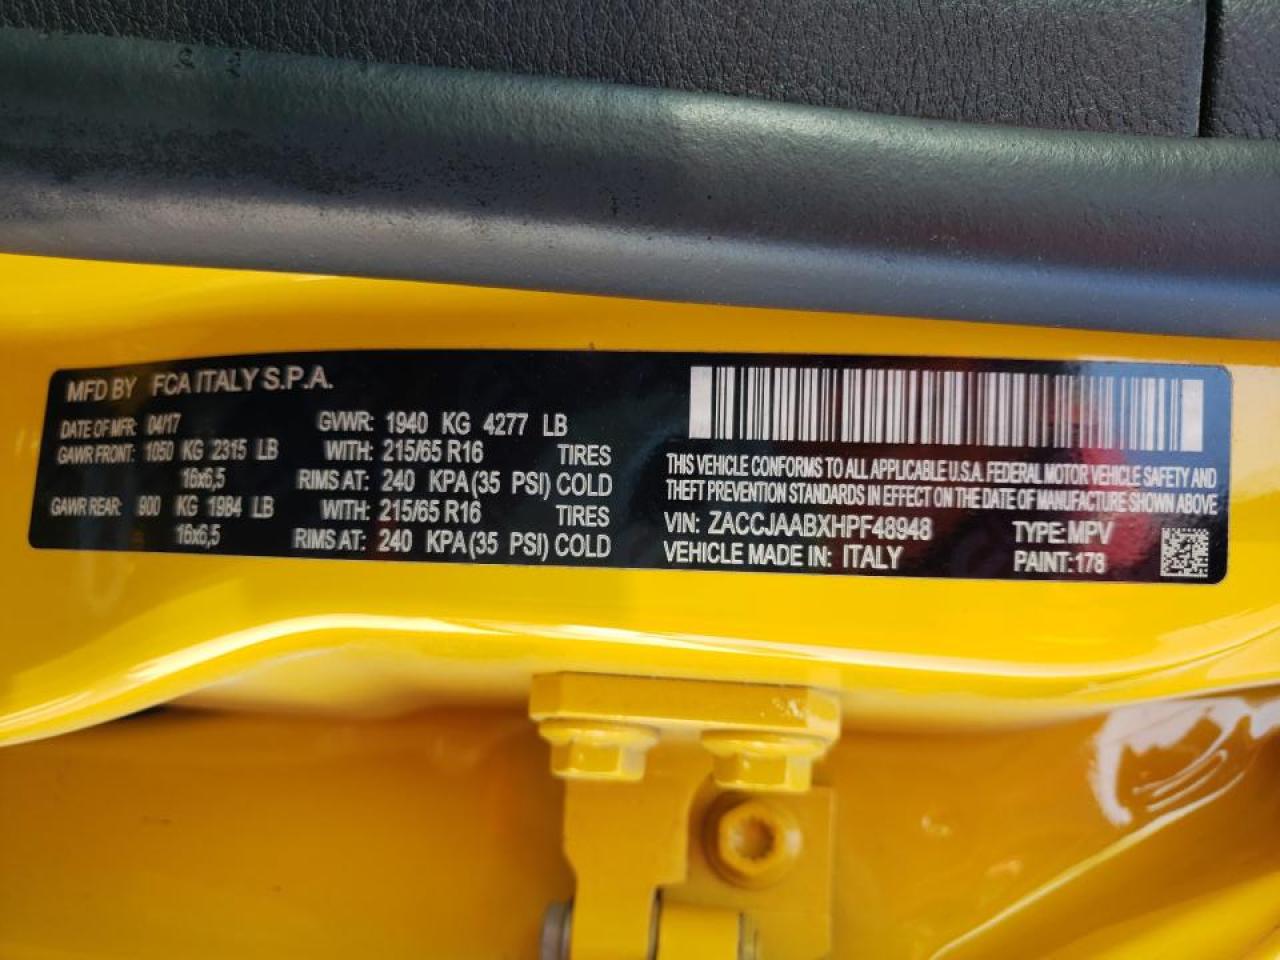 MFD BY FCA ITALY S.P.A.
DATE OF MFR: 04/17 GVWR: 1940 KG 4277 LB
GAWR FRONT: 1050 KG 2315 LB WITH: 215/65 R16 TIRES
16x6,5 RIMS AT: 240 KPA (35 PSI) COLD
GAWR REAR: 900 KG 1984 LB WITH: 215/65 R16 TIRES
16x6,5 RIMS AT: 240 KPA (35 PSI) COLD
THIS VEHICLE CONFORMS TO ALL APPLICABLE U.S.A. FEDERAL MOTOR VEHICLE SAFETY AND
THEFT PREVENTION STANDARDS IN EFFECT ON THE DATE OF MANUFACTURE SHOWN ABOVE
VIN: ZACCJAABXHPF48948 TYPE: MPV
VEHICLE MADE IN: ITALY PAINT: 178